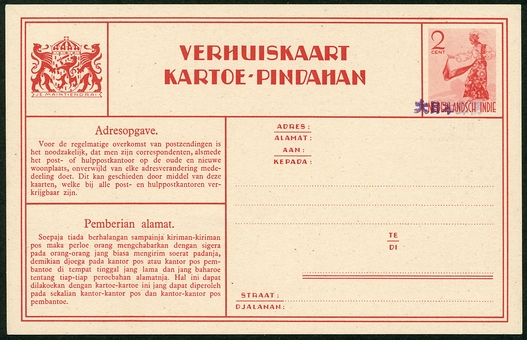 VERHUISKAART
KARTOE-PINDAHAN
JE MAINTIENDRAI
2
CENT
NEDERLANDSCH INDIE
Adresopgave.
Voor de regelmatige overkomst van postzendingen is
het noodzakelijk, dat men zijn correspondenten, alsmede
het post- of hulppostkantoor op de oude en nieuwe
woonplaats, onverwijld van elke adresverandering mede-
deeling doet. Dit kan geschieden door middel van deze
kaarten, welke bij alle post- en hulppostkantoren ver-
krijgbaar zijn.
Pemberian alamat.
Soepaja tiada berhalangan sampainja kiriman-kiriman
pos maka perloe orang mengchabarkan dengan sigera
pada orang-orang jang biasa mengirim soerat padanja,
demikian djoega pada kantor pos atau kantor pos pem-
bantoe di tempat tinggal jang lama dan jang baharoe
tentang tiap-tiap peroebahan alamatnja. Hal ini dapat
dilakoekan dengan kartoe-kartoe ini jang dapat diperoleh
pada sekalian kantor-kantor pos dan kantor-kantor pos
pembantoe.
ADRES:
ALAMAT:
AAN:
KEPADA:
TE
DI
STRAAT:
DJALANAN: